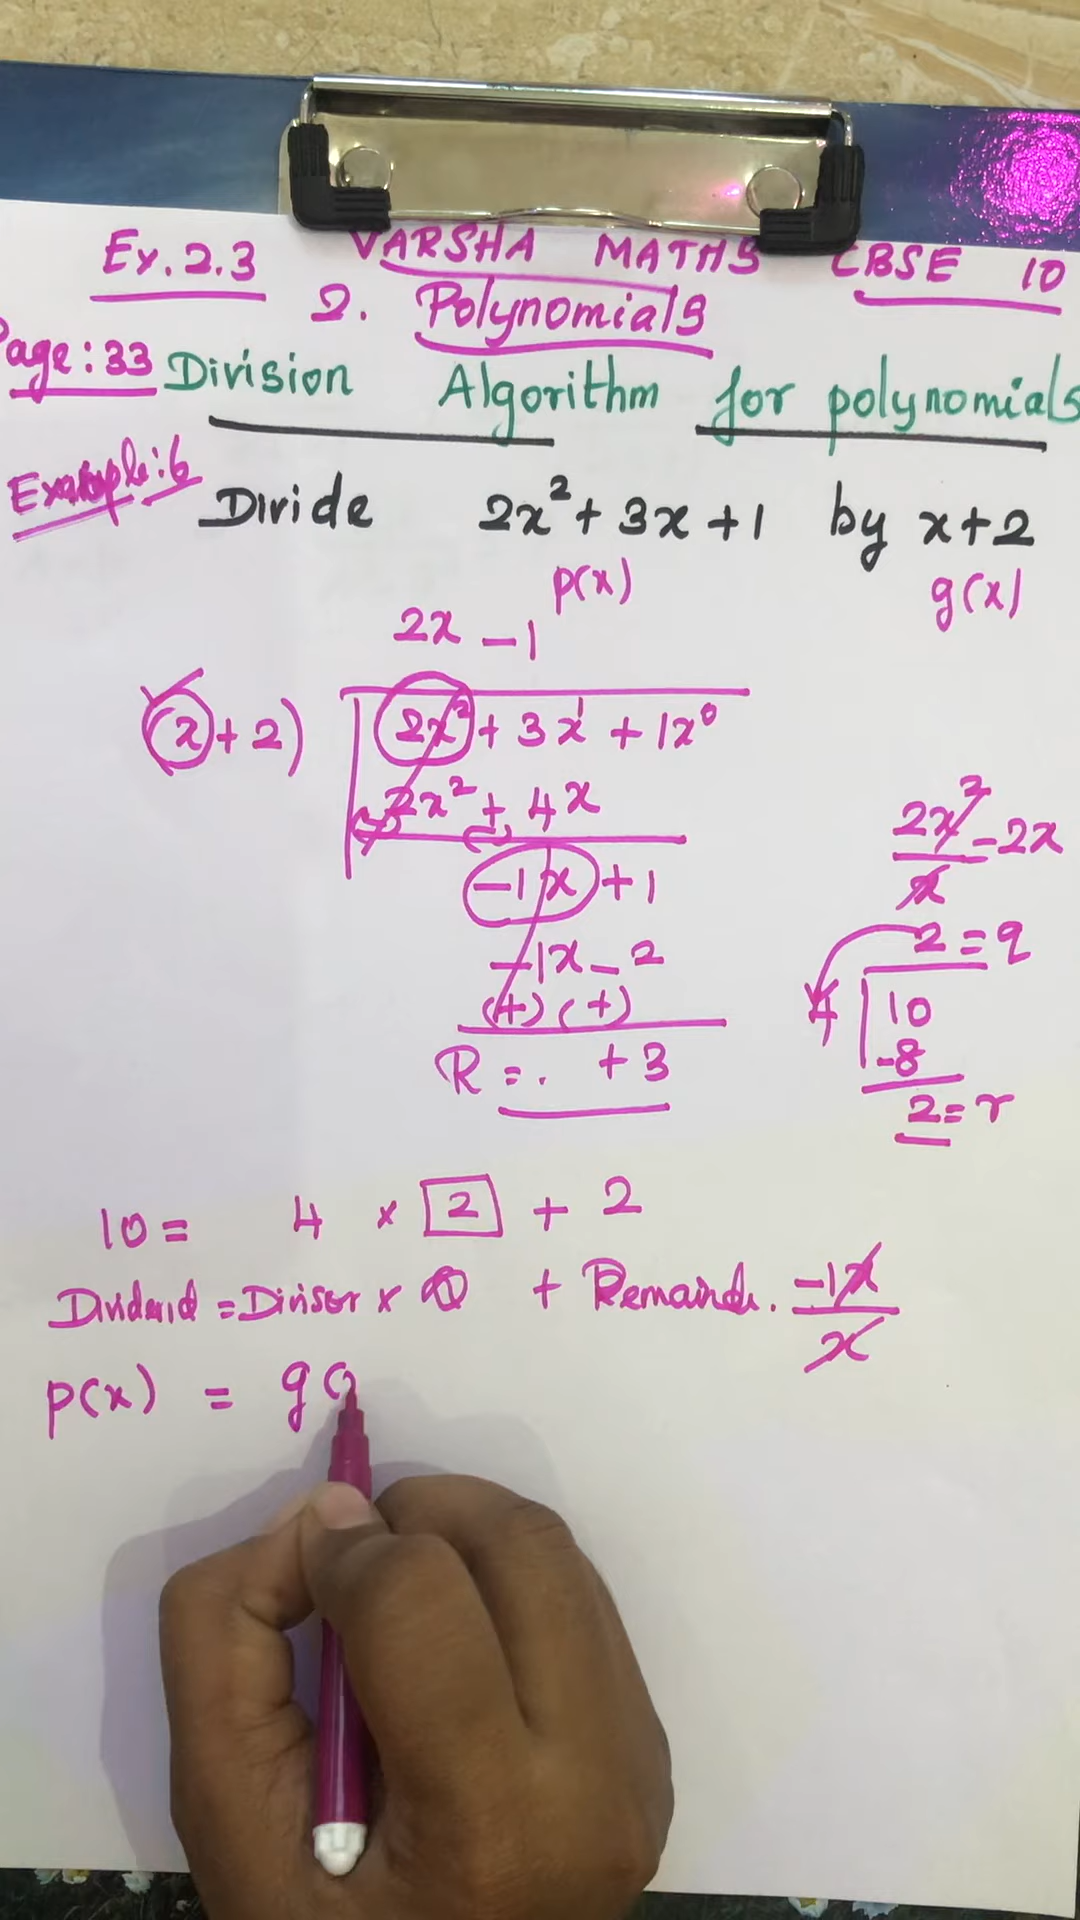 Ex. 2.3 VARSHA MATHS CBSE 10
2. Polynomials
Page: 33 Division Algorithm for polynomials
Example: 6 Divide 2x² + 3x + 1 by x + 2
p(x) g(x)
2x - 1
x + 2) 2x² + 3x¹ + 1x⁰
2x² + 4x
(-) (-)
-1x + 1
-1x - 2
(+) (+)
R = . + 3
2x²/x = 2x
2 = q
4 10
-8
2 = r
10 = 4 × 2 + 2
Dividend = Divisor × Q + Remainde.
-1x/x
p(x) = g(